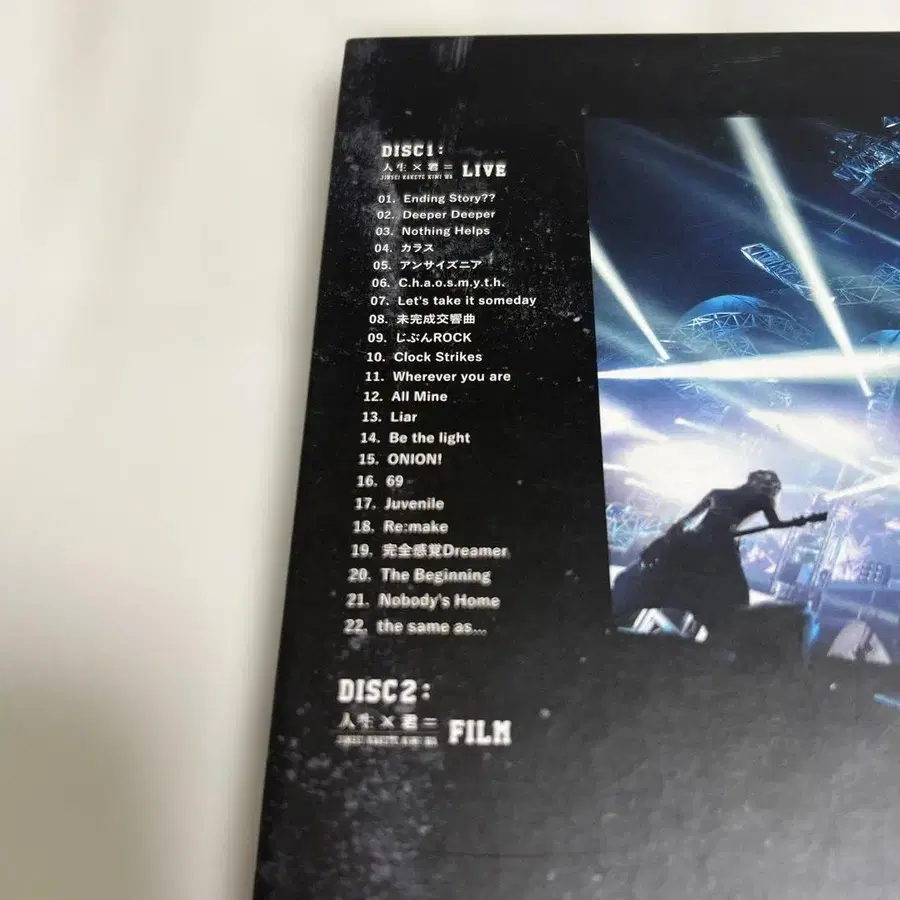 DISC1:
人生×君=
JINSEI KAKETE KIMI WA
LIVE
01. Ending Story??
02. Deeper Deeper
03. Nothing Helps
04. カラス
05. アンサイズニア
06. C.h.a.o.s.m.y.t.h.
07. Let's take it someday
08. 未完成交響曲
09. じぶんROCK
10. Clock Strikes
11. Wherever you are
12. All Mine
13. Liar
14. Be the light
15. ONION!
16. 69
17. Juvenile
18. Re:make
19. 完全感覚Dreamer
20. The Beginning
21. Nobody's Home
22. the same as...
DISC2:
人生×君=
JINSEI KAKETE KIMI WA
FILM